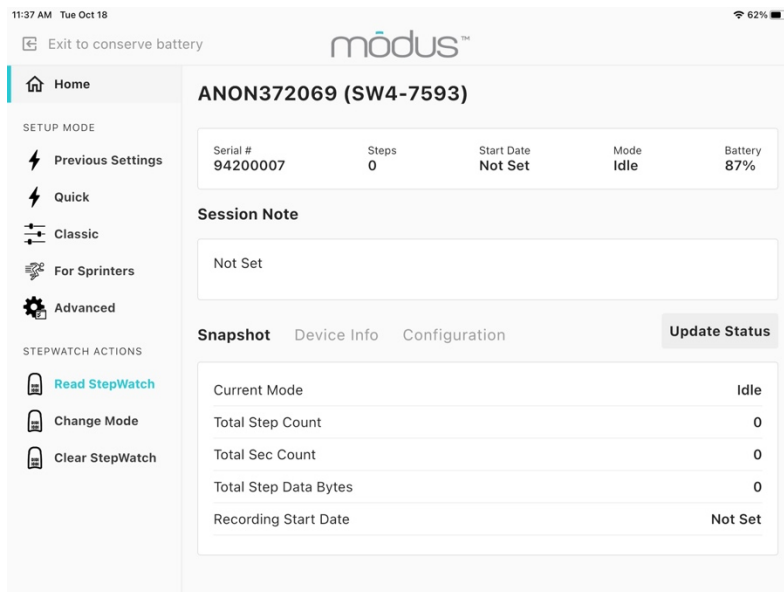 11:37 AM Tue Oct 18
62%
Exit to conserve battery
mōdus™
Home
SETUP MODE
Previous Settings
Quick
Classic
For Sprinters
Advanced
STEPWATCH ACTIONS
Read StepWatch
Change Mode
Clear StepWatch
ANON372069 (SW4-7593)
Serial # Steps Start Date Mode Battery
94200007 0 Not Set Idle 87%
Session Note
Not Set
Snapshot Device Info Configuration Update Status
Current Mode Idle
Total Step Count 0
Total Sec Count 0
Total Step Data Bytes 0
Recording Start Date Not Set